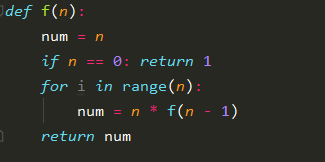 def f(n):
    num = n
    if n == 0: return 1
    for i in range(n):
        num = n * f(n - 1)
    return num